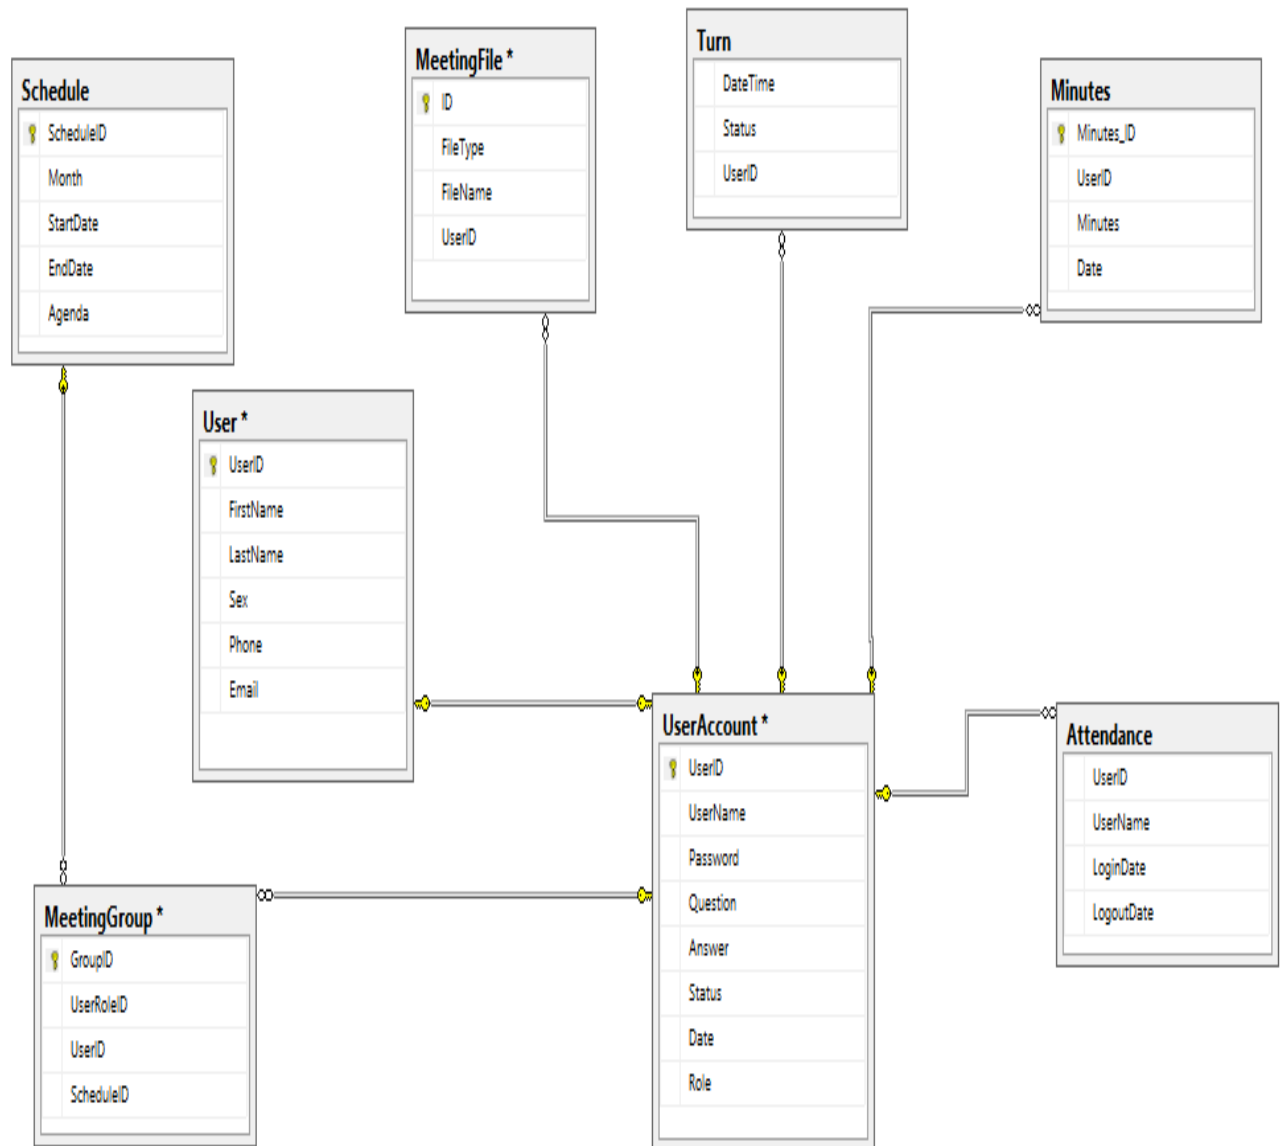 Schedule
ScheduleID
Month
StartDate
EndDate
Agenda
MeetingFile *
ID
FileType
FileName
UserID
Turn
DateTime
Status
UserID
Minutes
Minutes_ID
UserID
Minutes
Date
User *
UserID
FirstName
LastName
Sex
Phone
Email
UserAccount *
UserID
UserName
Password
Question
Answer
Status
Date
Role
Attendance
UserID
UserName
LoginDate
LogoutDate
MeetingGroup *
GroupID
UserRoleID
UserID
ScheduleID